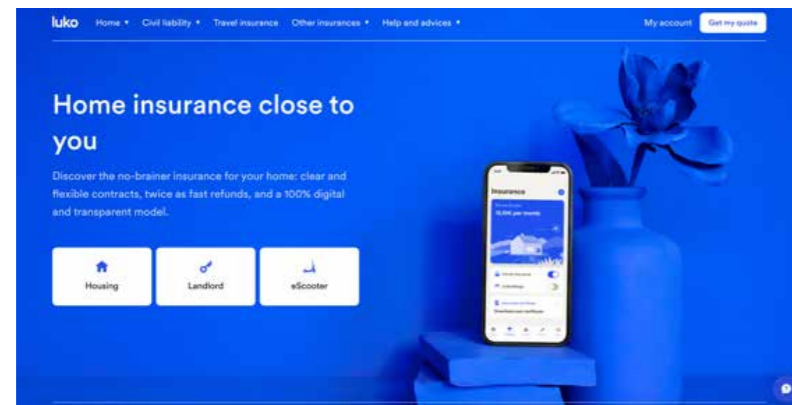 luko
Home
Civil liability
Travel insurance
Other insurances
Help and advices
My account
Get my quote
Home insurance close to
you
Discover the no-brainer insurance for your home: clear and
flexible contracts, twice as fast refunds, and a 100% digital
and transparent model.
Housing
Landlord
eScooter
Insurance
per month